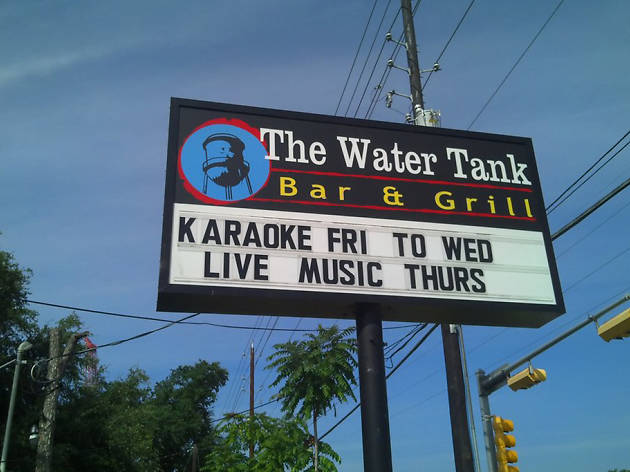 The Water Tank
Bar & Grill
KARAOKE FRI TO WED
LIVE MUSIC THURS